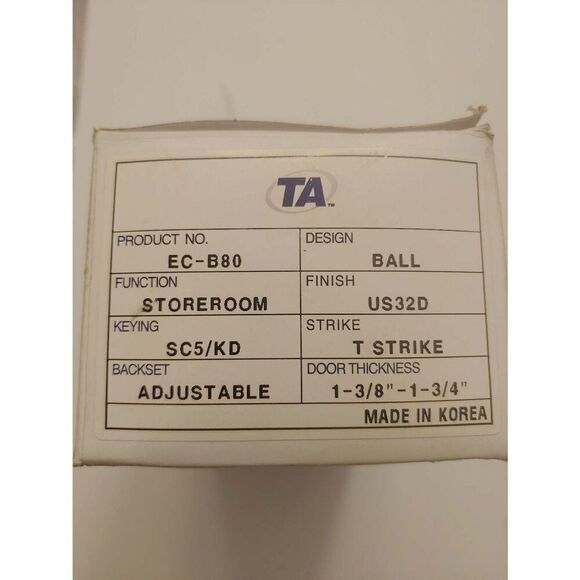 TA™
PRODUCT NO. DESIGN
EC-B80 BALL
FUNCTION FINISH
STOREROOM US32D
KEYING STRIKE
SC5/KD T STRIKE
BACKSET DOOR THICKNESS
ADJUSTABLE 1-3/8"-1-3/4"
MADE IN KOREA